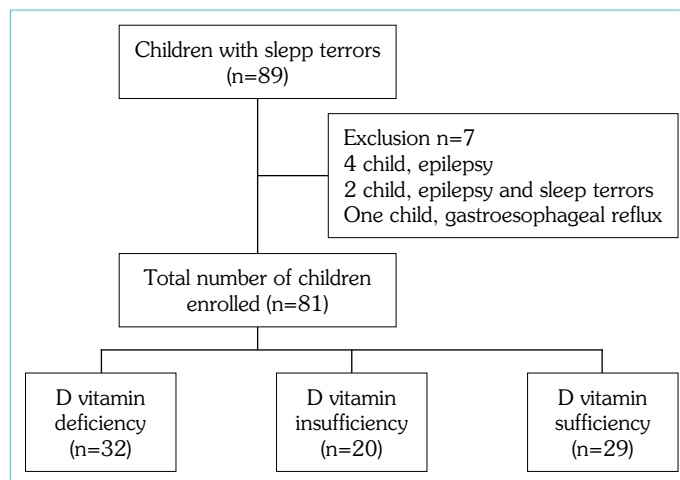 Children with slepp terrors
(n=89)
Exclusion n=7
4 child, epilepsy
2 child, epilepsy and sleep terrors
One child, gastroesophageal reflux
Total number of children
enrolled (n=81)
D vitamin
deficiency
(n=32)
D vitamin
insufficiency
(n=20)
D vitamin
sufficiency
(n=29)